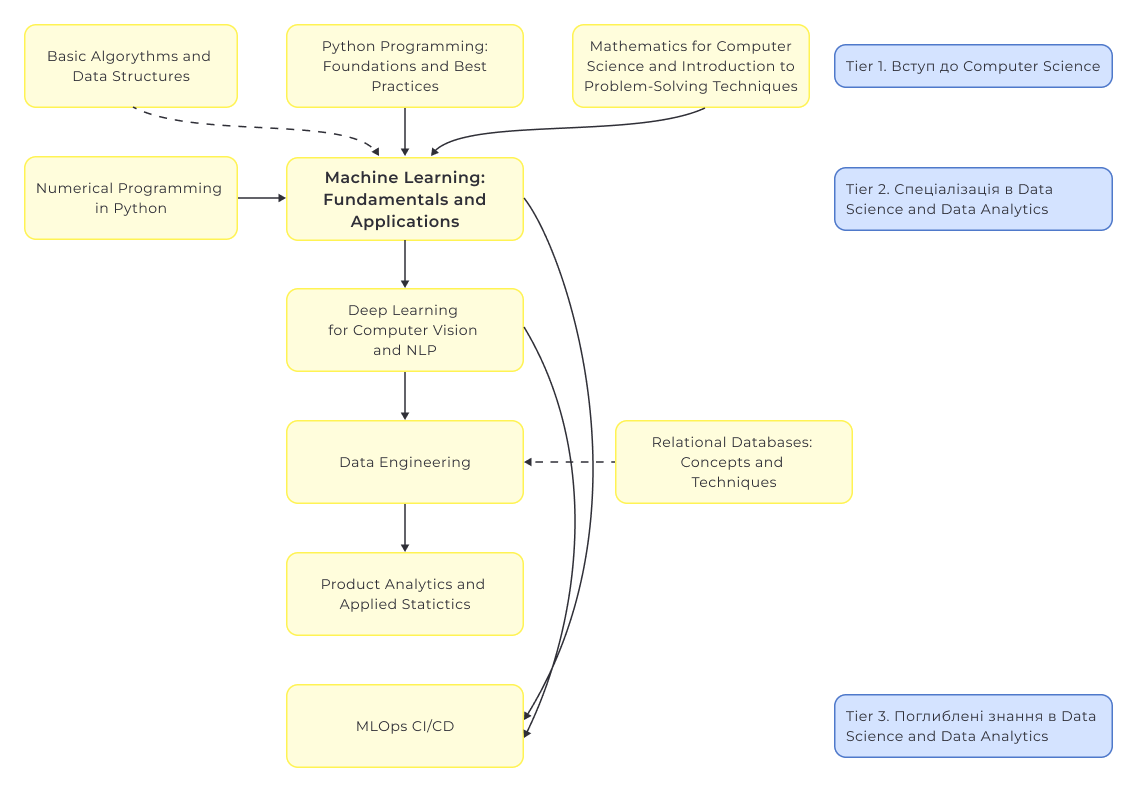 Basic Algorythms and
Data Structures
Python Programming:
Foundations and Best
Practices
Mathematics for Computer
Science and Introduction to
Problem-Solving Techniques
Tier 1. Вступ до Computer Science
Numerical Programming
in Python
Machine Learning:
Fundamentals and
Applications
Tier 2. Спеціалізація в Data
Science and Data Analytics
Deep Learning
for Computer Vision
and NLP
Data Engineering
Relational Databases:
Concepts and
Techniques
Product Analytics and
Applied Statictics
MLOps CI/CD
Tier 3. Поглиблені знання в Data
Science and Data Analytics